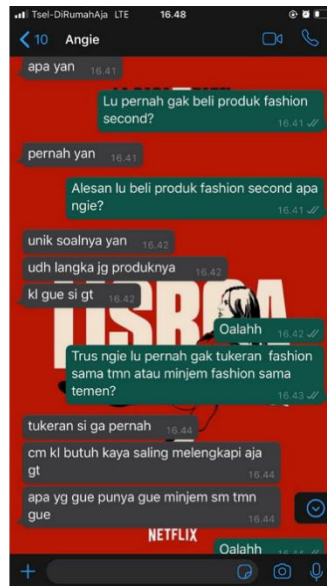 Tsel-DiRumahAja LTE 16.48
10 Angie
apa yan 16.41
Lu pernah gak beli produk fashion
second? 16.41
pernah yan 16.41
Alesan lu beli produk fashion second apa
ngie? 16.41
unik soalnya yan 16.42
udh langka jg produknya 16.42
kl gue si gt 16.42
Oalahh 16.42
Trus ngie lu pernah gak tukeran fashion
sama tmn atau minjem fashion sama
temen? 16.43
tukeran si ga pernah 16.44
cm kl butuh kaya saling melengkapi aja
gt 16.44
apa yg gue punya gue minjem sm tmn
gue 16.44
NETFLIX
Oalahh